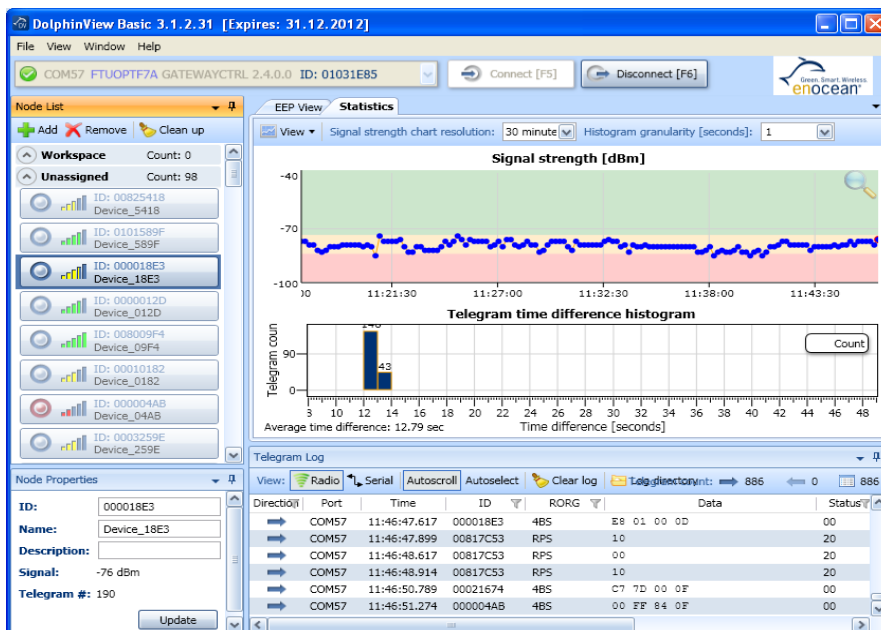 DolphinView Basic 3.1.2.31 [Expires: 31.12.2012]
File View Window Help
COM57 FTUOPTF7A GATEWAYCTRL 2.4.0.0 ID: 01031E85
Connect [F5]
Disconnect [F6]
Green. Smart. Wireless.
enocean®
Node List
Add Remove Clean up
Workspace Count: 0
Unassigned Count: 98
ID: 00825418
Device_5418
ID: 0101589F
Device_589F
ID: 000018E3
Device_18E3
ID: 0000012D
Device_012D
ID: 008009F4
Device_09F4
ID: 00010182
Device_0182
ID: 000004AB
Device_04AB
ID: 0003259E
Device_259E
Node Properties
ID: 000018E3
Name: Device_18E3
Description:
Signal: -76 dBm
Telegram #: 190
Update
EEP View Statistics
View Signal strength chart resolution: 30 minute Histogram granularity [seconds]: 1
Signal strength [dBm]
-40
-70
-100
00 11:21:30 11:27:00 11:32:30 11:38:00 11:43:30
Telegram time difference histogram
Telegram coun
Count
90
43
0
8 10 12 14 16 18 20 22 24 26 28 30 32 34 36 38 40 42 44 46 48
Average time difference: 12.79 sec Time difference [seconds]
Telegram Log
View: Radio Serial Autoscroll Autoselect Clear log Log directory count: 886 0 886
Direction Port Time ID RORG Data Status
COM57 11:46:47.617 000018E3 4BS E8 01 00 0D 00
COM57 11:46:47.899 00817C53 RPS 10 20
COM57 11:46:48.617 00817C53 RPS 00 20
COM57 11:46:48.914 00817C53 RPS 10 20
COM57 11:46:50.789 00021674 4BS C7 7D 00 0F 00
COM57 11:46:51.274 000004AB 4BS 00 FF 84 0F 00